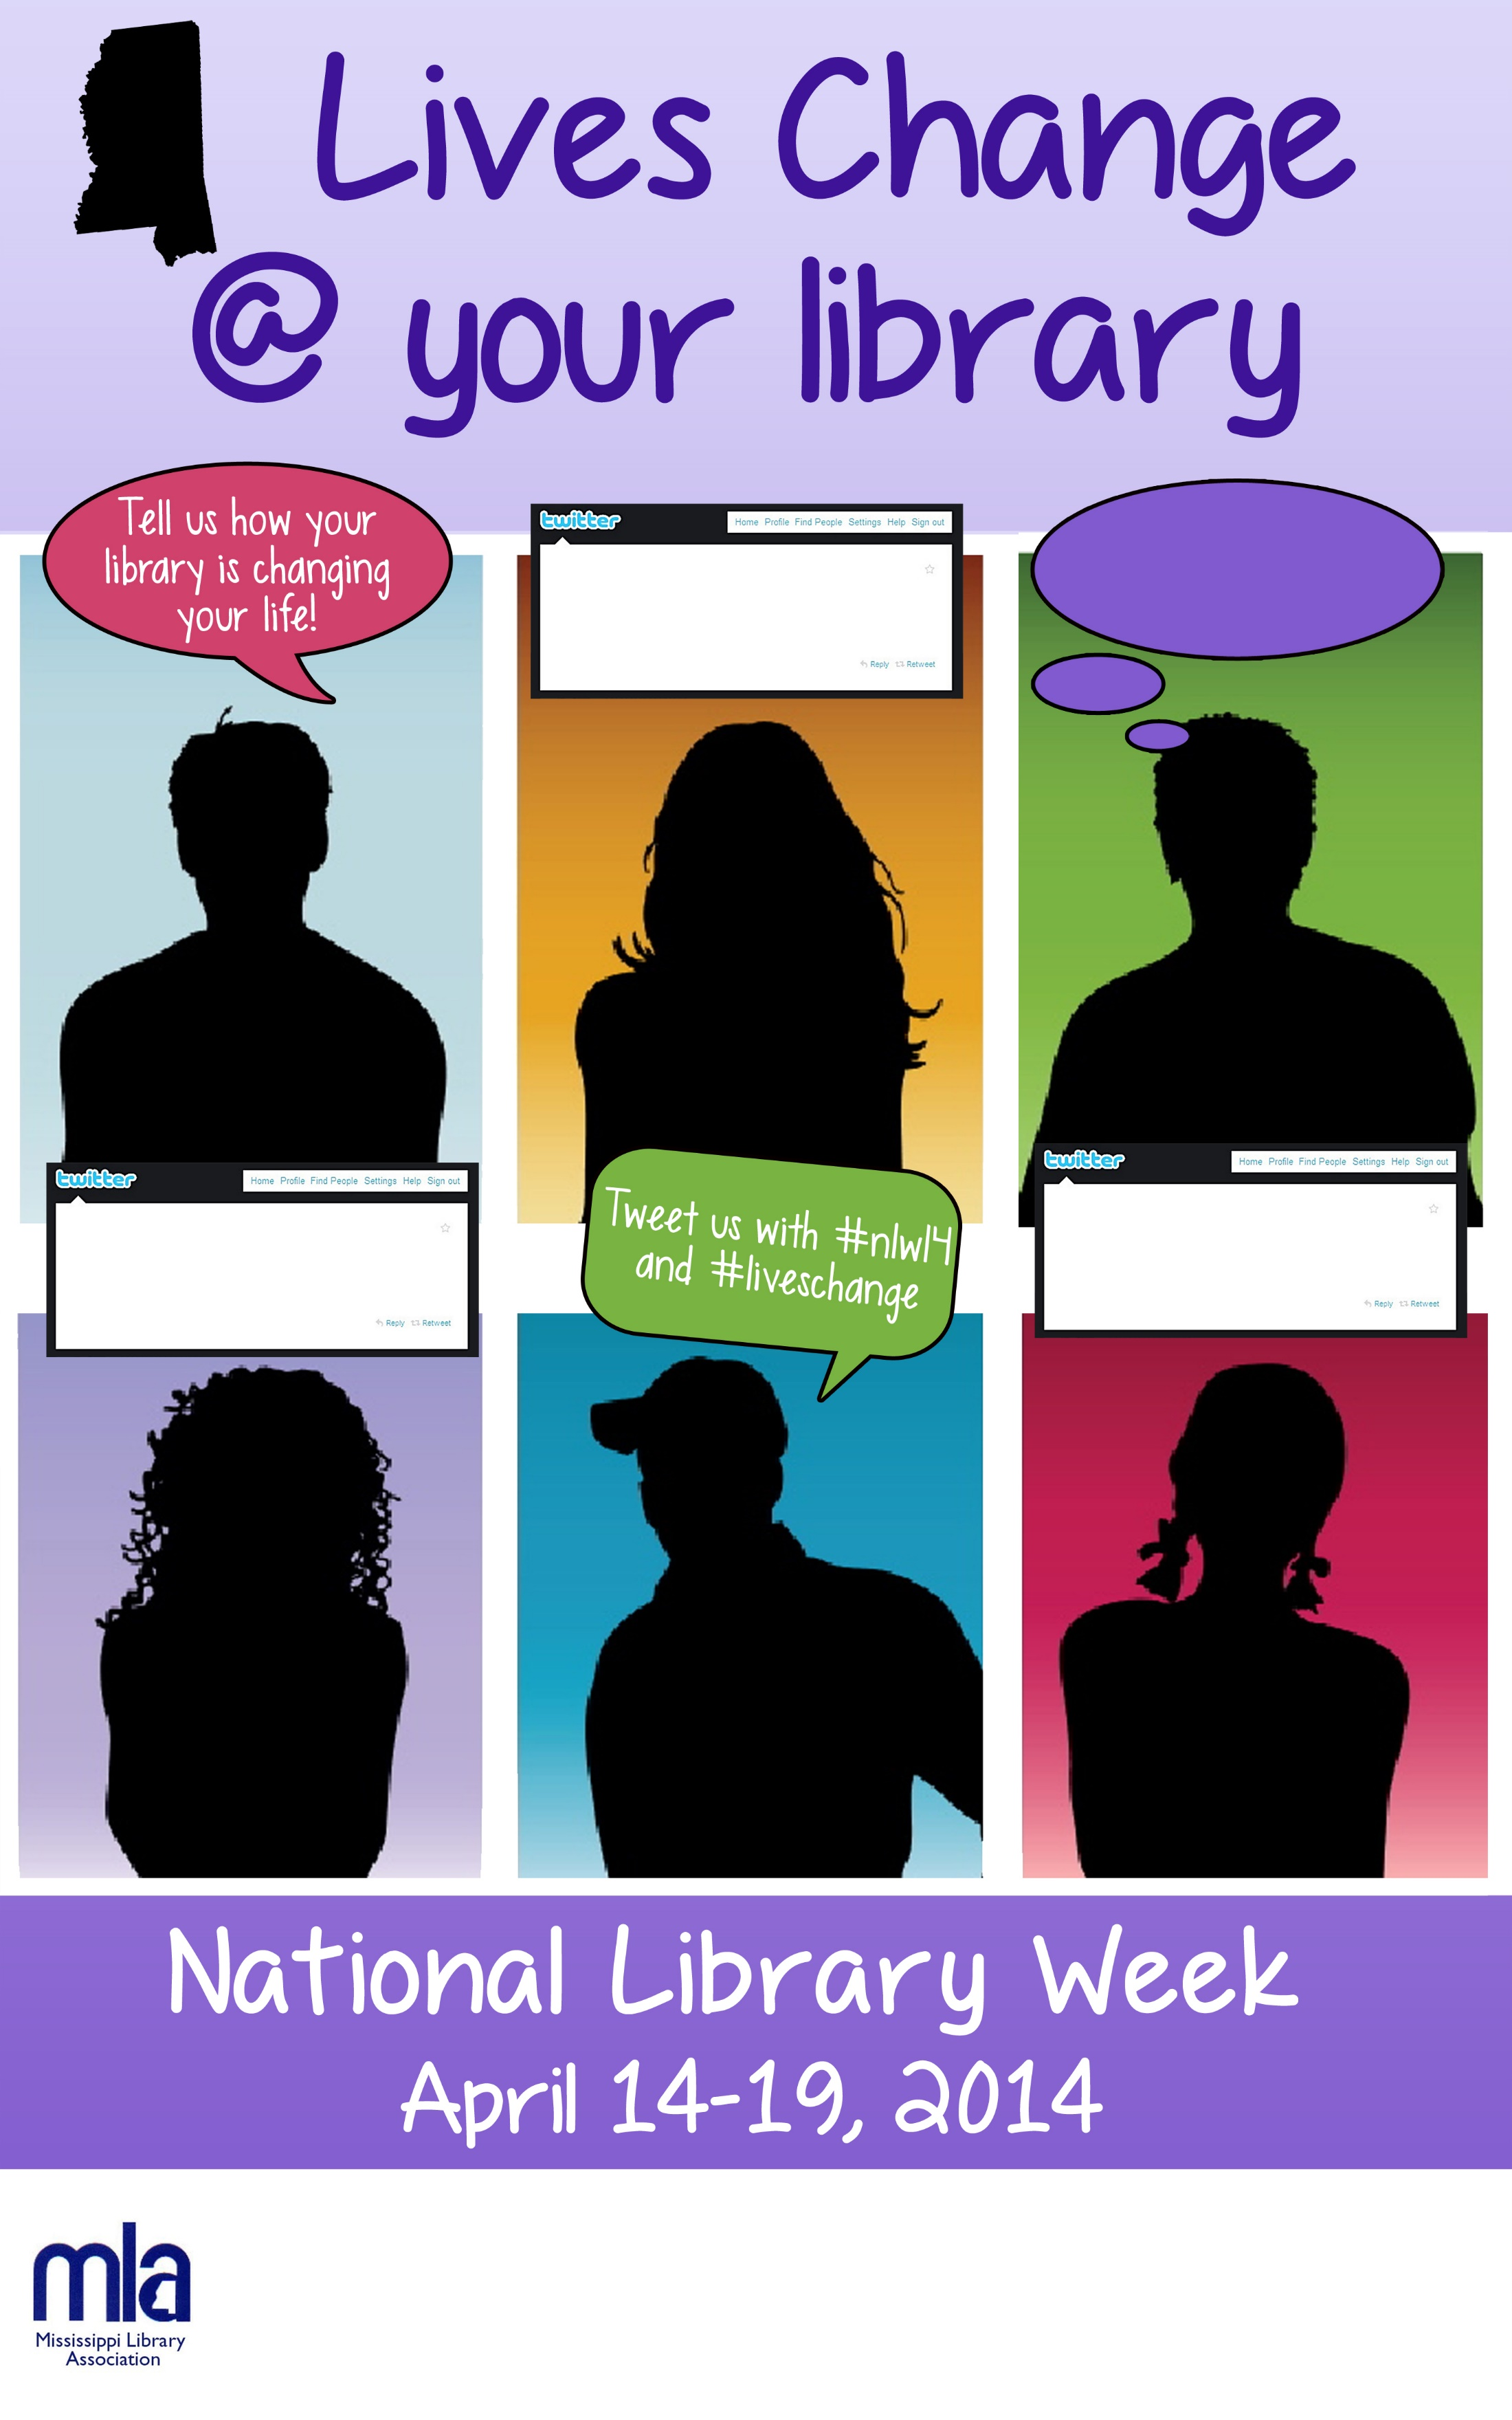 Lives Change
@ your library
Tell us how your
library is changing
your life!
twitter
Home Profile Find People Settings Help Sign out
Reply Retweet
twitter
Home Profile Find People Settings Help Sign out
Reply Retweet
Tweet us with #nlw14
and #liveschange
twitter
Home Profile Find People Settings Help Sign out
Reply Retweet
National Library Week
April 14-19, 2014
mla
Mississippi Library
Association